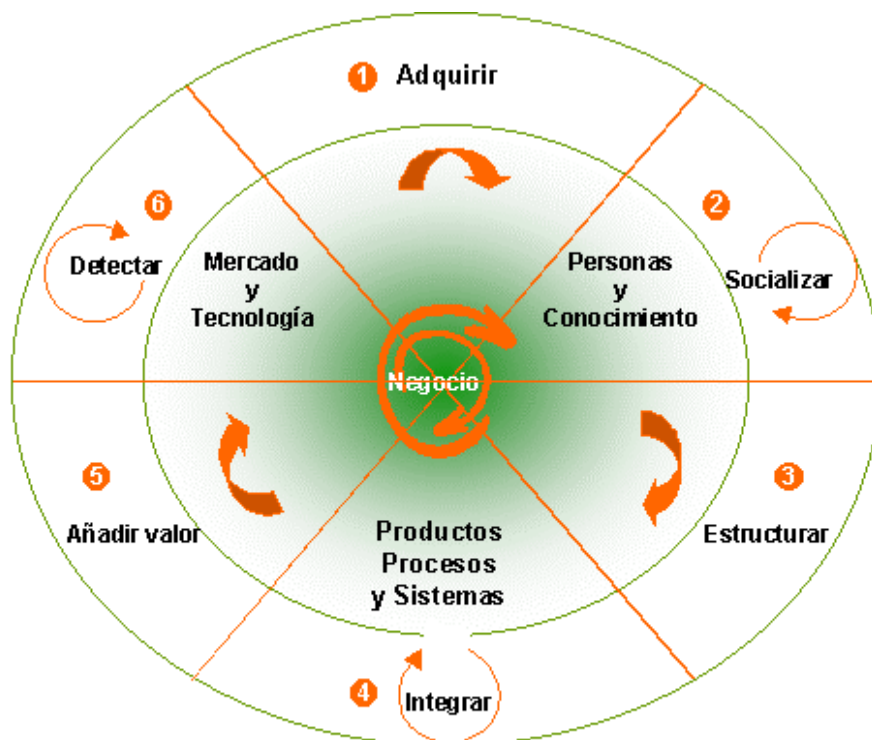 1 Adquirir
2
Socializar
3
Estructurar
4 Integrar
5
Añadir valor
6
Detectar
Mercado
y
Tecnología
Personas
y
Conocimiento
Negocio
Productos
Procesos
y Sistemas